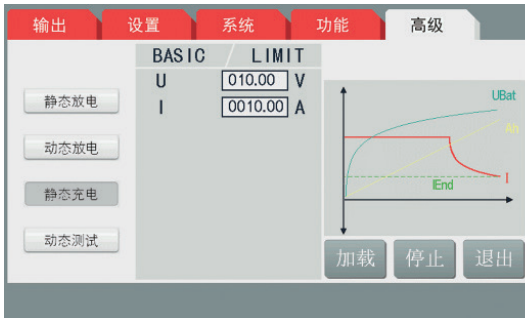 输出 设置 系统 功能 高级
BASIC / LIMIT
U 010.00 V
I 0010.00 A
静态放电
动态放电
静态充电
动态测试
UBat
An
IEnd
I
加载 停止 退出